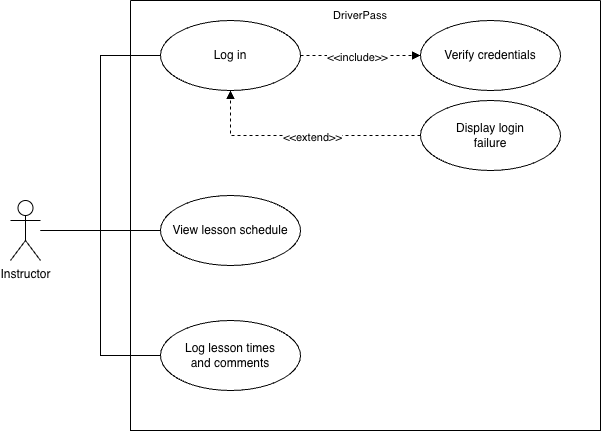 DriverPass
Log in
<<include>>
Verify credentials
<<extend>>
Display login
failure
View lesson schedule
Instructor
Log lesson times
and comments